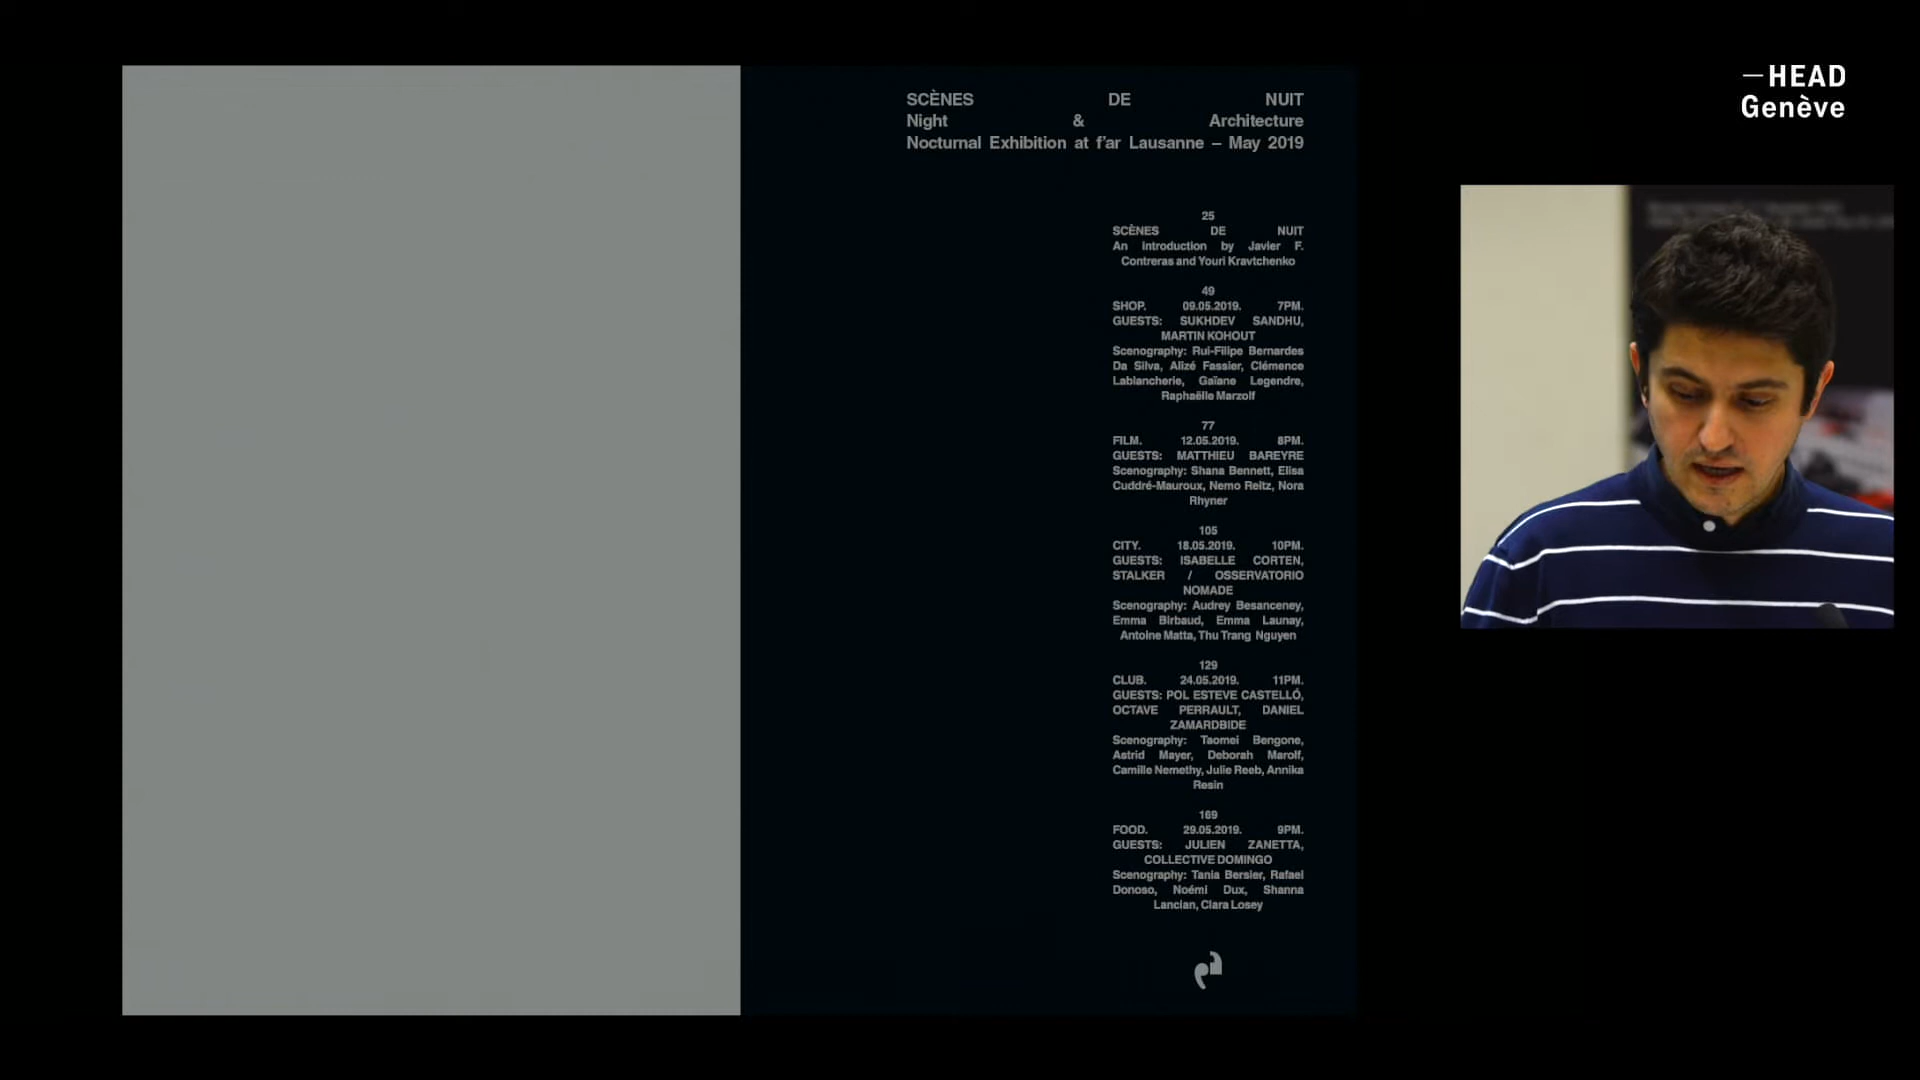 —HEAD
Genève
SCÈNES DE NUIT
Night & Architecture
Nocturnal Exhibition at f'ar Lausanne – May 2019
25
SCÈNES DE NUIT
An introduction by Javier F.
Contreras and Youri Kravtchenko
49
SHOP. 09.05.2019. 7PM.
GUESTS: SUKHDEV SANDHU,
MARTIN KOHOUT
Scenography: Rui-Filipe Bernardes
Da Silva, Alizé Fassier, Clémence
Lablancherie, Gaïane Legendre,
Raphaëlle Marzolf
77
FILM. 12.05.2019. 8PM.
GUESTS: MATTHIEU BAREYRE
Scenography: Shana Bennett, Elisa
Cuddré-Mauroux, Nemo Reitz, Nora
Rhyner
105
CITY. 18.05.2019. 10PM.
GUESTS: ISABELLE CORTEN,
STALKER / OSSERVATORIO
NOMADE
Scenography: Audrey Besanceney,
Emma Birbaud, Emma Launay,
Antoine Matta, Thu Trang Nguyen
129
CLUB. 24.05.2019. 11PM.
GUESTS: POL ESTEVE CASTELLÓ,
OCTAVE PERRAULT, DANIEL
ZAMARDBIDE
Scenography: Taomei Bengone,
Astrid Mayer, Deborah Marolf,
Camille Nemethy, Julie Reeb, Annika
Resin
169
FOOD. 29.05.2019. 9PM.
GUESTS: JULIEN ZANETTA,
COLLECTIVE DOMINGO
Scenography: Tania Bersier, Rafael
Donoso, Noémi Dux, Shanna
Lancian, Clara Losey